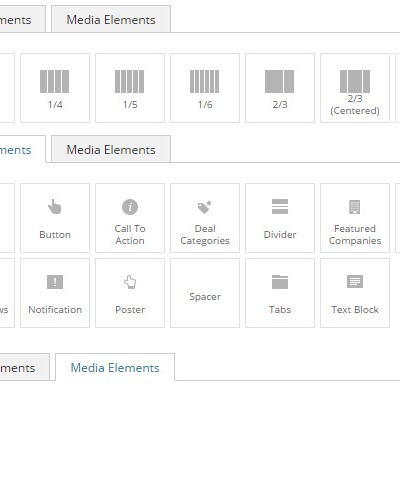 ments Media Elements
1/4 1/5 1/6 2/3 2/3
(Centered)
ments Media Elements
Button Call To Deal Divider Featured
Action Categories Companies
ws Notification Poster Spacer Tabs Text Block
ments Media Elements